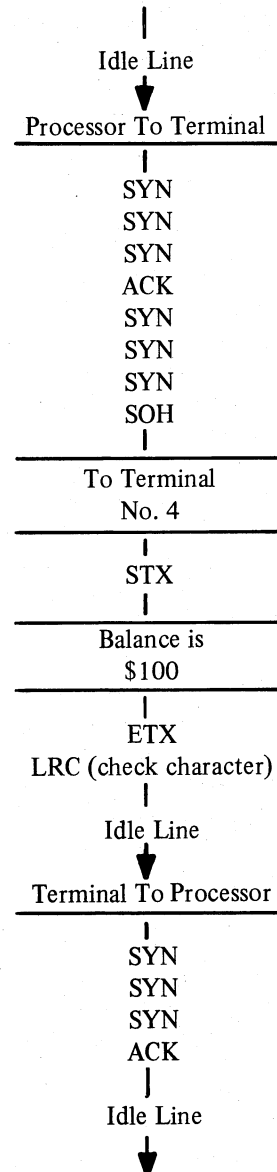 Idle Line
Processor To Terminal
SYN
SYN
SYN
ACK
SYN
SYN
SYN
SOH
To Terminal
No. 4
STX
Balance is
$100
ETX
LRC (check character)
Idle Line
Terminal To Processor
SYN
SYN
SYN
ACK
Idle Line